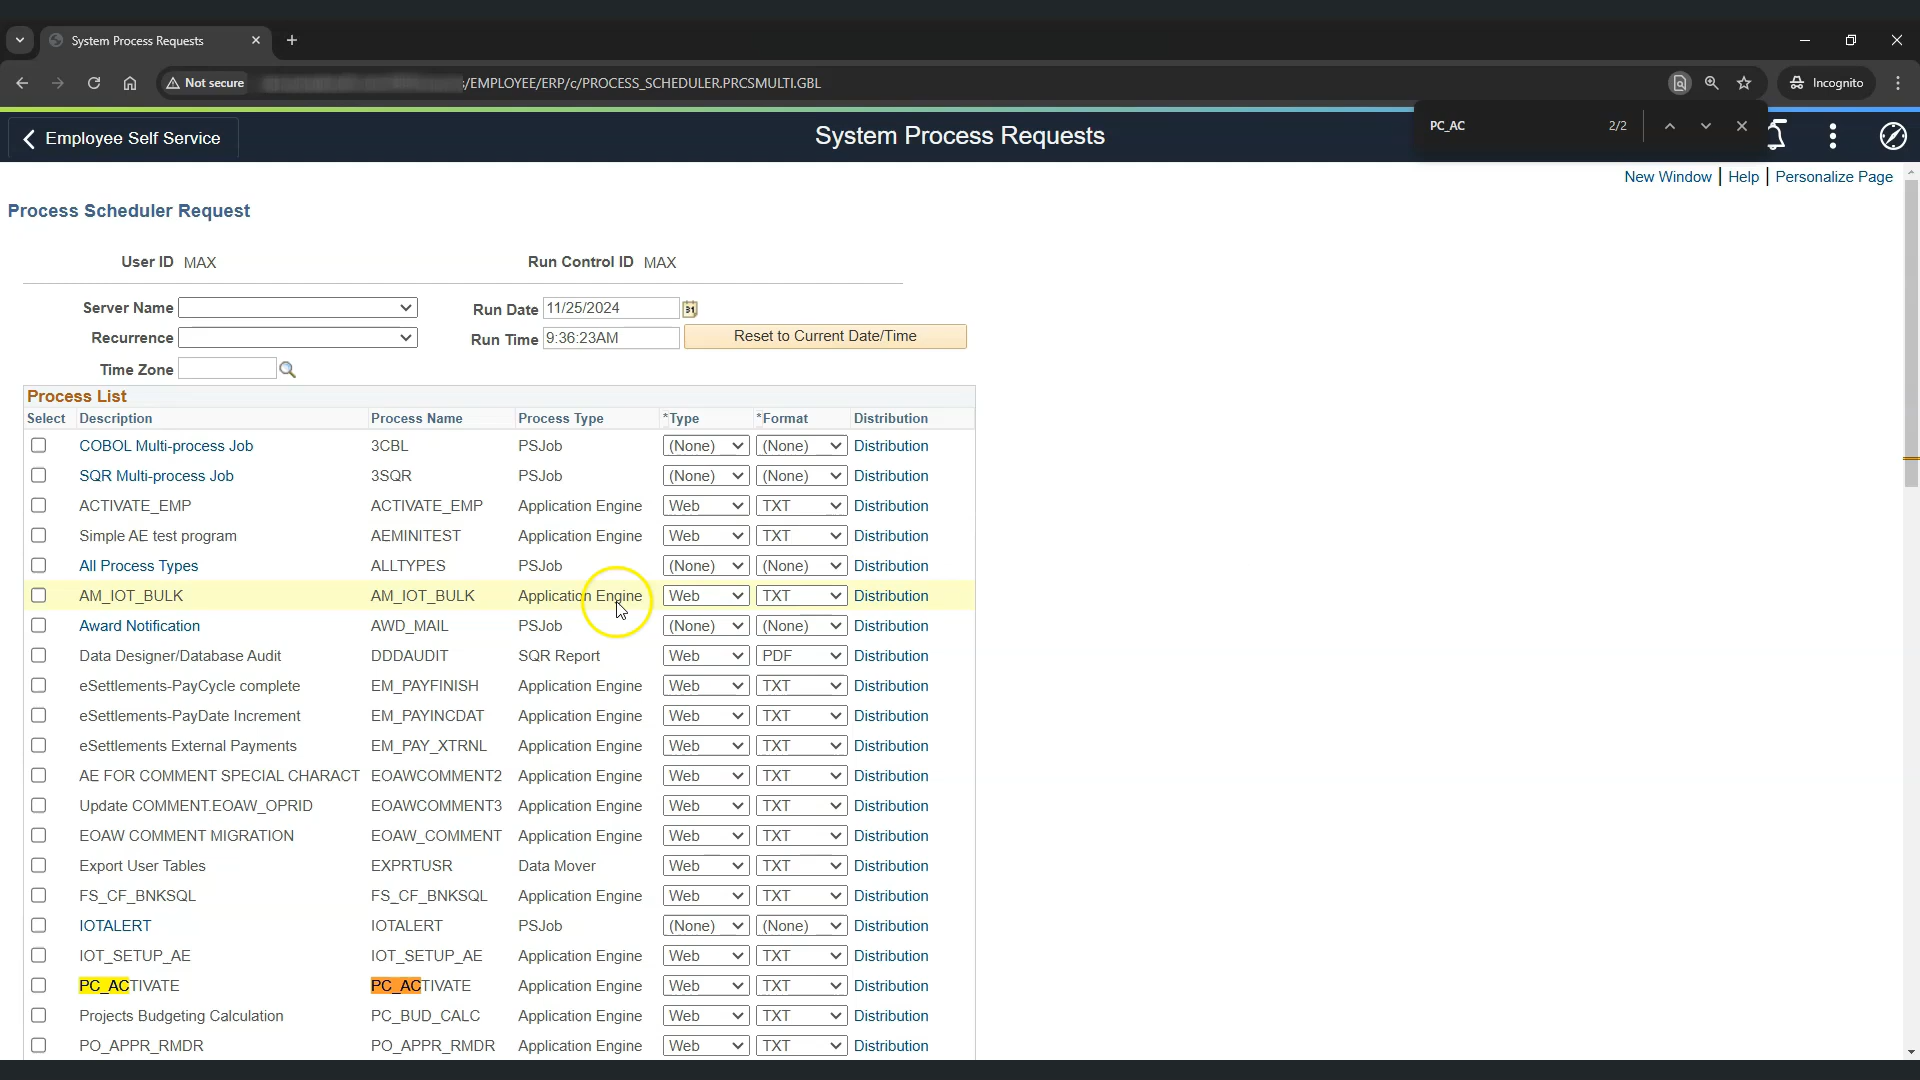 System Process Requests
Not secure
/EMPLOYEE/ERP/c/PROCESS_SCHEDULER.PRCSMULTI.GBL
Incognito
Employee Self Service
System Process Requests
PC_AC 2/2
New Window | Help | Personalize Page
Process Scheduler Request
User ID MAX Run Control ID MAX
Server Name Run Date 11/25/2024 31
Recurrence Run Time 9:36:23AM Reset to Current Date/Time
Time Zone
Process List
Select Description Process Name Process Type *Type *Format Distribution
COBOL Multi-process Job 3CBL PSJob (None) (None) Distribution
SQR Multi-process Job 3SQR PSJob (None) (None) Distribution
ACTIVATE_EMP ACTIVATE_EMP Application Engine Web TXT Distribution
Simple AE test program AEMINITEST Application Engine Web TXT Distribution
All Process Types ALLTYPES PSJob (None) (None) Distribution
AM_IOT_BULK AM_IOT_BULK Application Engine Web TXT Distribution
Award Notification AWD_MAIL PSJob (None) (None) Distribution
Data Designer/Database Audit DDDAUDIT SQR Report Web PDF Distribution
eSettlements-PayCycle complete EM_PAYFINISH Application Engine Web TXT Distribution
eSettlements-PayDate Increment EM_PAYINCDAT Application Engine Web TXT Distribution
eSettlements External Payments EM_PAY_XTRNL Application Engine Web TXT Distribution
AE FOR COMMENT SPECIAL CHARACT EOAWCOMMENT2 Application Engine Web TXT Distribution
Update COMMENT.EOAW_OPRID EOAWCOMMENT3 Application Engine Web TXT Distribution
EOAW COMMENT MIGRATION EOAW_COMMENT Application Engine Web TXT Distribution
Export User Tables EXPRTUSR Data Mover Web TXT Distribution
FS_CF_BNKSQL FS_CF_BNKSQL Application Engine Web TXT Distribution
IOTALERT IOTALERT PSJob (None) (None) Distribution
IOT_SETUP_AE IOT_SETUP_AE Application Engine Web TXT Distribution
PC_ACTIVATE PC_ACTIVATE Application Engine Web TXT Distribution
Projects Budgeting Calculation PC_BUD_CALC Application Engine Web TXT Distribution
PO_APPR_RMDR PO_APPR_RMDR Application Engine Web TXT Distribution